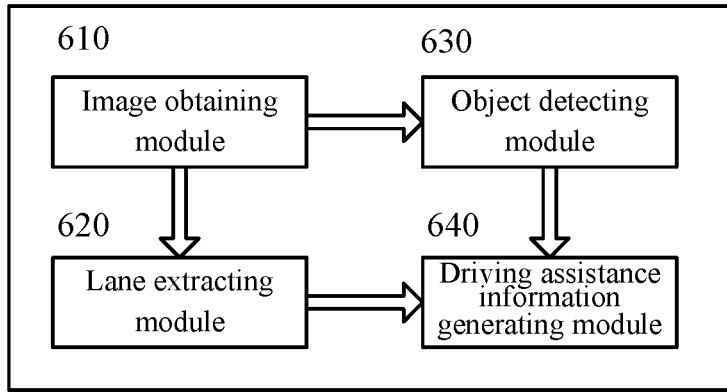 610
Image obtaining
module
630
Object detecting
module
620
Lane extracting
module
640
Driving assistance
information
generating module